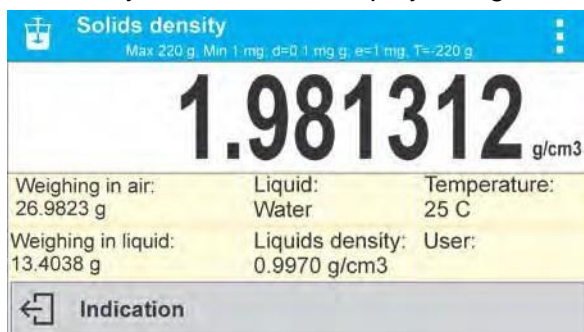 Solids density
Max 220 g, Min 1 mg, d=0.1 mg g, e=1 mg, T=-220 g
1.981312 g/cm3
Weighing in air: Liquid: Temperature:
26.9823 g Water 25 C
Weighing in liquid: Liquids density: User:
13.4038 g 0.9970 g/cm3
Indication